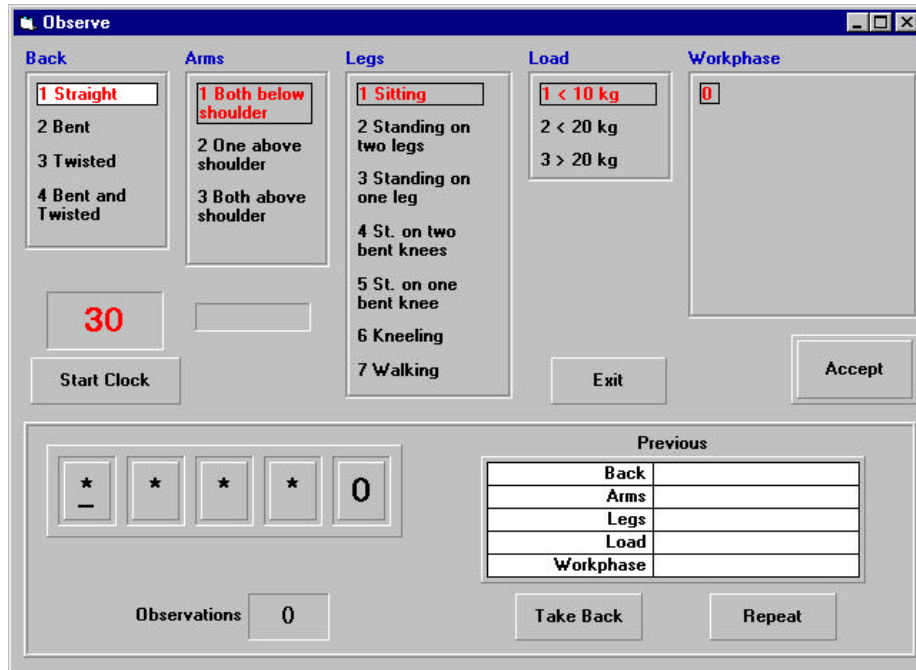 Observe
Back
1 Straight
2 Bent
3 Twisted
4 Bent and
Twisted
Arms
1 Both below
shoulder
2 One above
shoulder
3 Both above
shoulder
Legs
1 Sitting
2 Standing on
two legs
3 Standing on
one leg
4 St. on two
bent knees
5 St. on one
bent knee
6 Kneeling
7 Walking
Load
1 < 10 kg
2 < 20 kg
3 > 20 kg
Workphase
0
30
Start Clock
Exit
Accept
* * * * 0
Observations 0
Previous
Back
Arms
Legs
Load
Workphase
Take Back
Repeat